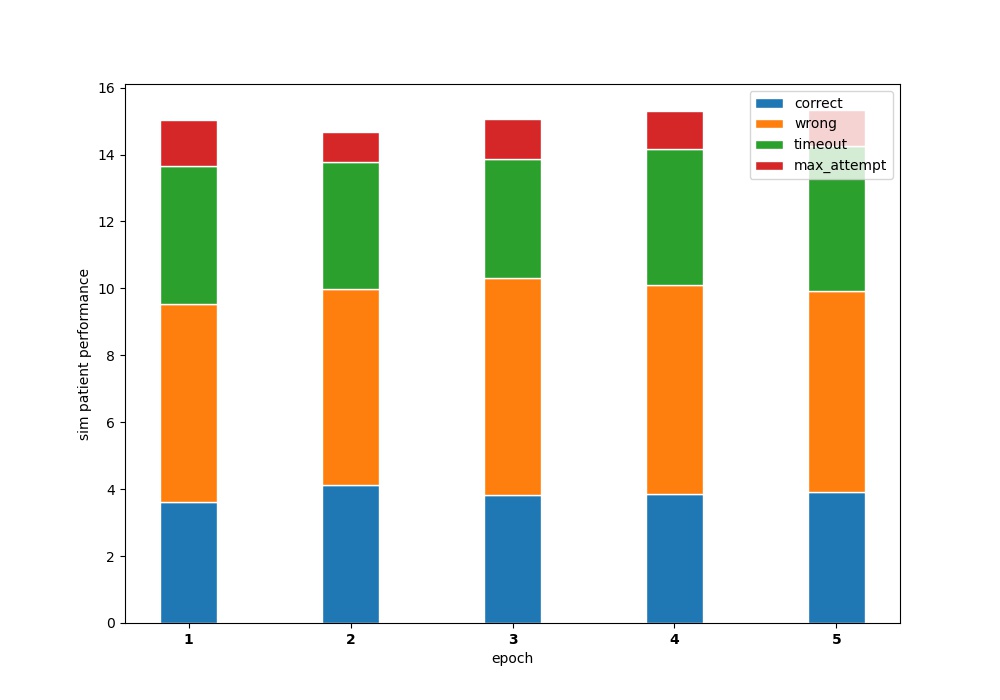 16
14
12
10
8
6
4
2
0
sim patient performance
correct
wrong
timeout
max_attempt
1 2 3 4 5
epoch